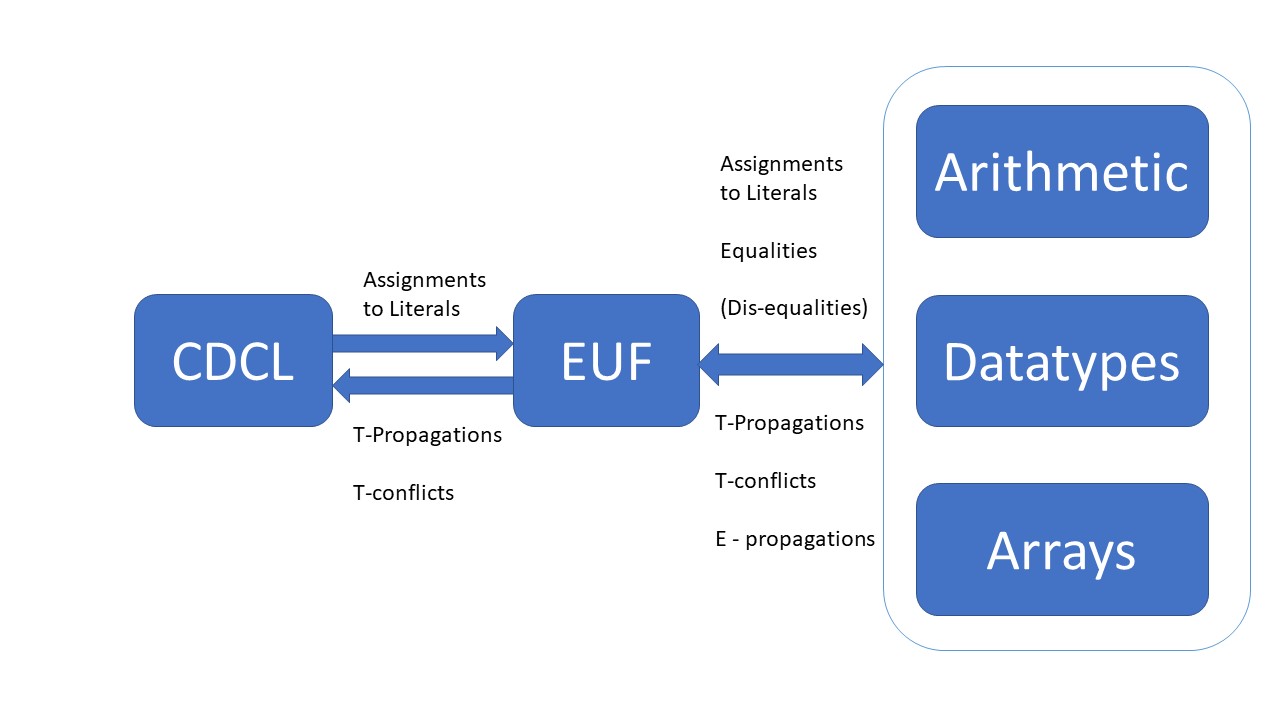 CDCL
Assignments
to Literals
T-Propagations
T-conflicts
EUF
Assignments
to Literals
Equalities
(Dis-equalities)
T-Propagations
T-conflicts
E - propagations
Arithmetic
Datatypes
Arrays